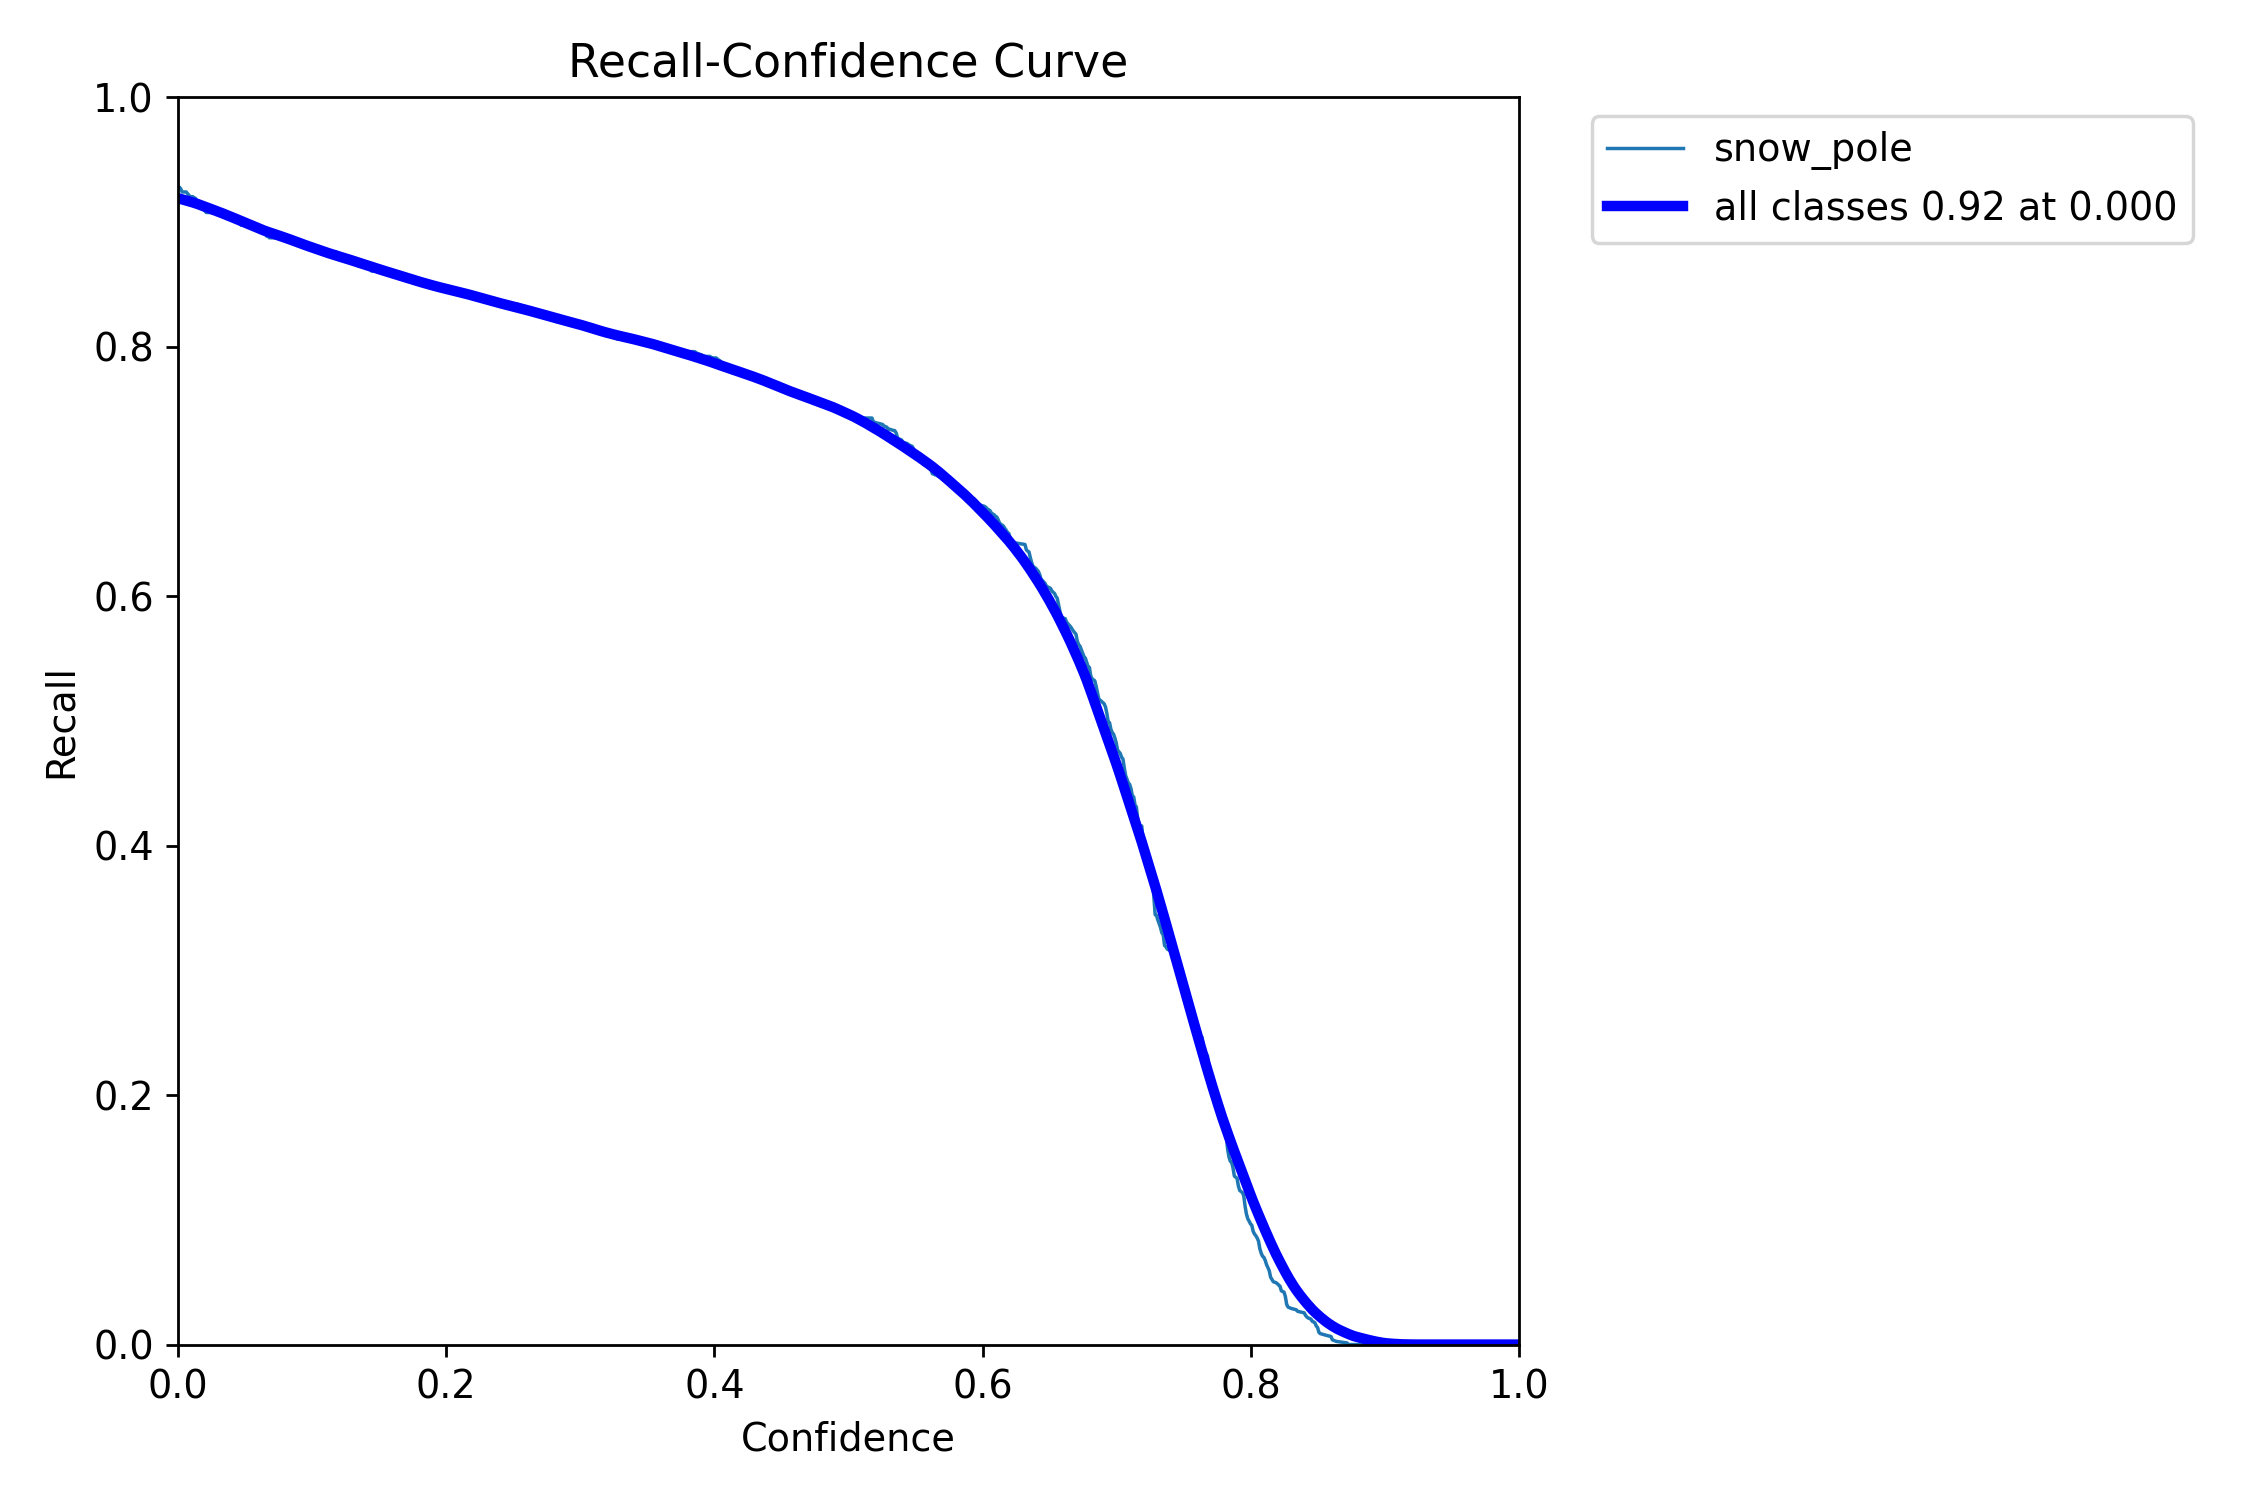 Recall-Confidence Curve
1.0
0.8
0.6
0.4
0.2
0.0
Recall
0.0 0.2 0.4 0.6 0.8 1.0
Confidence
snow_pole
all classes 0.92 at 0.000